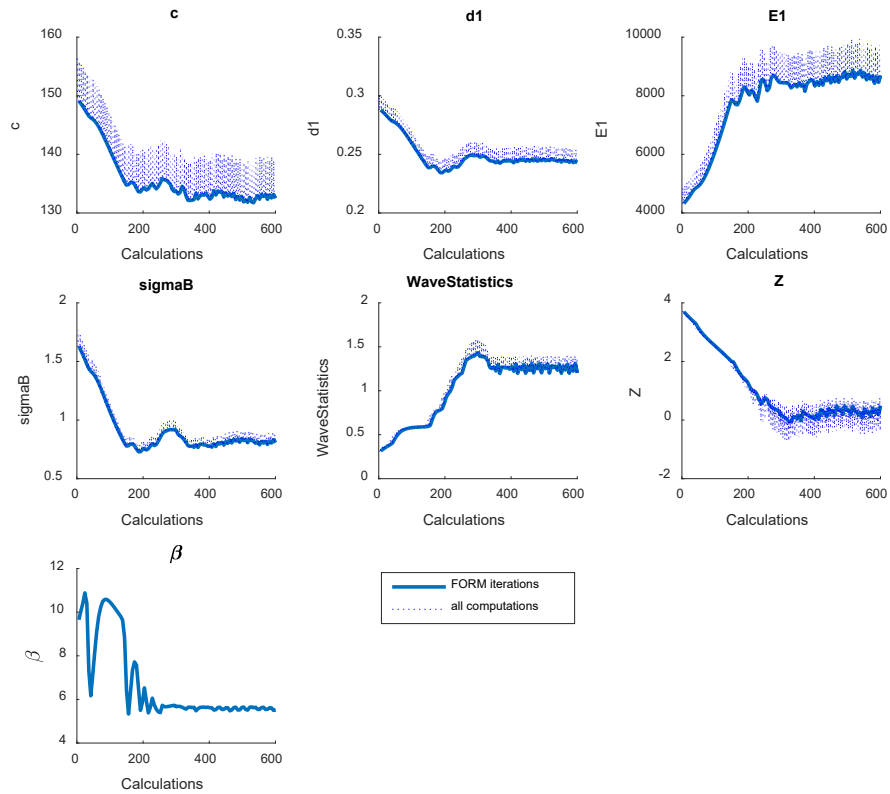 c
160
150
140
130
c
0
200
400
600
Calculations
d1
0.35
0.3
0.25
0.2
d1
0
200
400
600
Calculations
E1
10000
8000
6000
4000
E1
0
200
400
600
Calculations
sigmaB
2
1.5
1
0.5
sigmaB
0
200
400
600
Calculations
WaveStatistics
2
1.5
1
0.5
0
WaveStatistics
0
200
400
600
Calculations
Z
4
2
0
-2
Z
0
200
400
600
Calculations
β
12
10
8
6
4
β
0
200
400
600
Calculations
FORM iterations
all computations